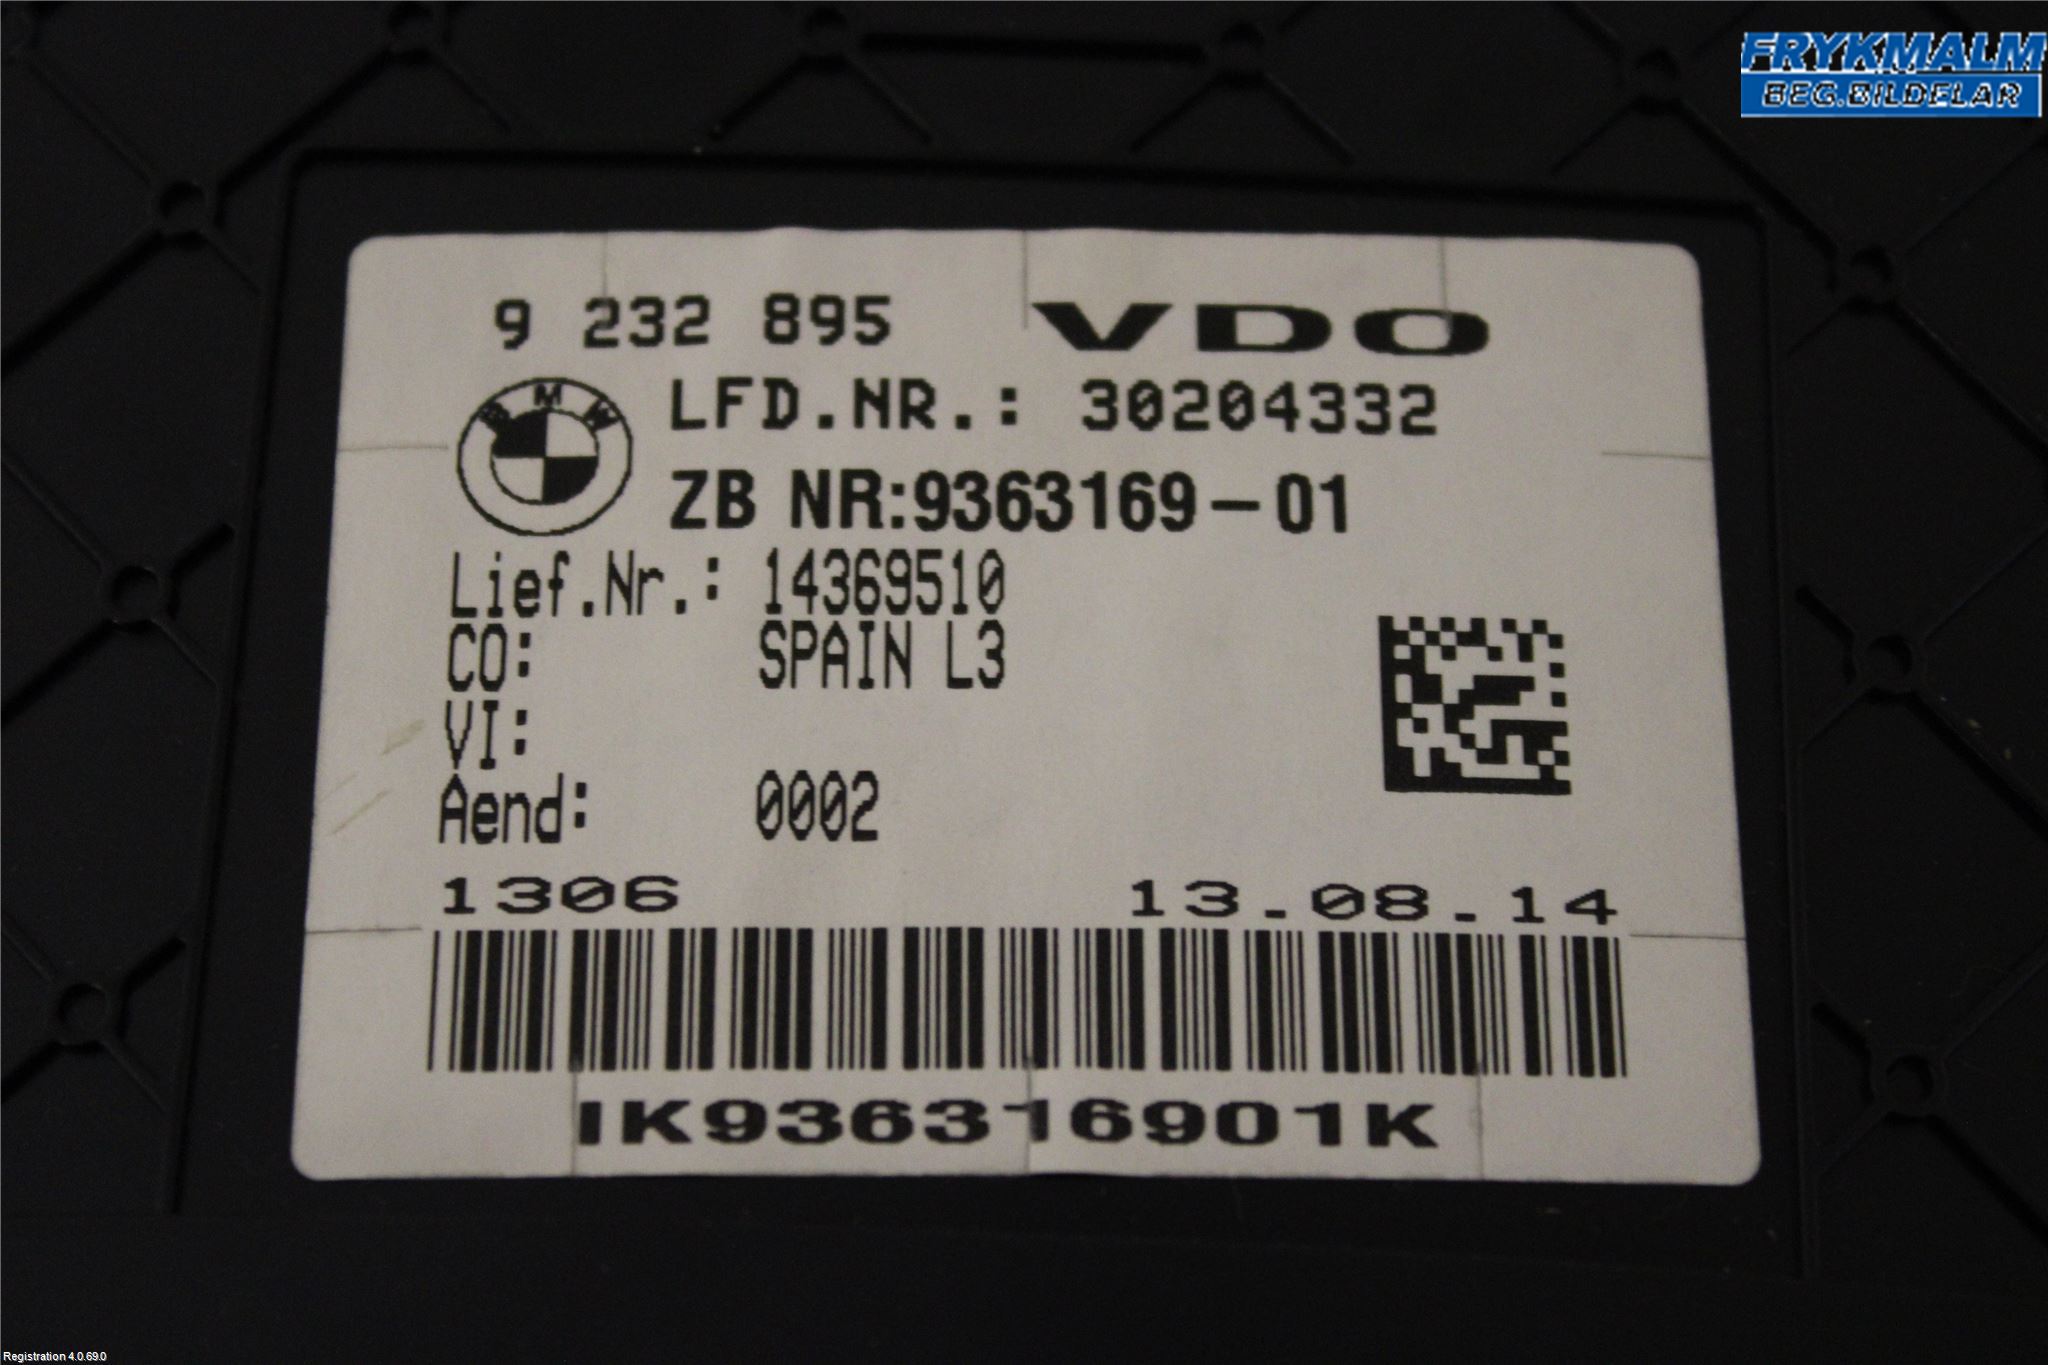 FRYKMALM
BEG.BILDELAR
9 232 895 VDO
BMW
LFD.NR.: 30204332
ZB NR:9363169-01
Lief.Nr.: 14369510
CO: SPAIN L3
VI:
Aend: 0002
1306 13.08.14
IK936316901K
Registration 4.0.69.0